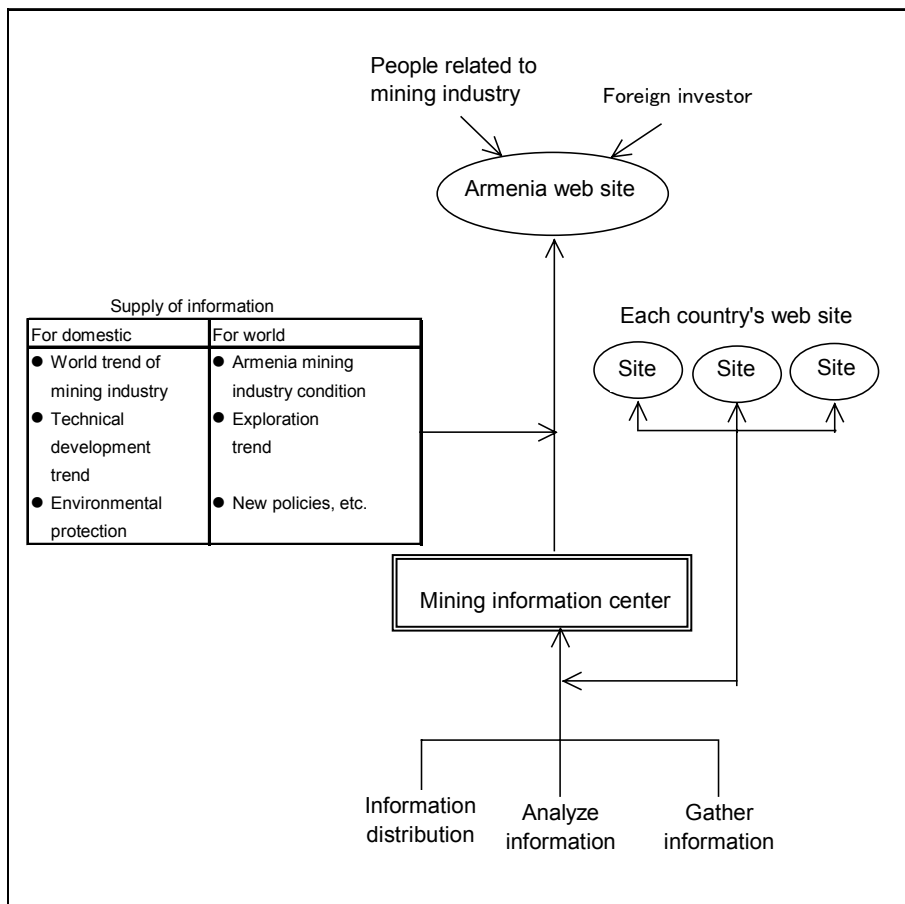 People related to
mining industry
Foreign investor
Armenia web site
Supply of information
For domestic
For world
● World trend of
mining industry
● Technical
development
trend
● Environmental
protection
● Armenia mining
industry condition
● Exploration
trend
● New policies, etc.
Each country's web site
Site
Site
Site
Mining information center
Information
distribution
Analyze
information
Gather
information